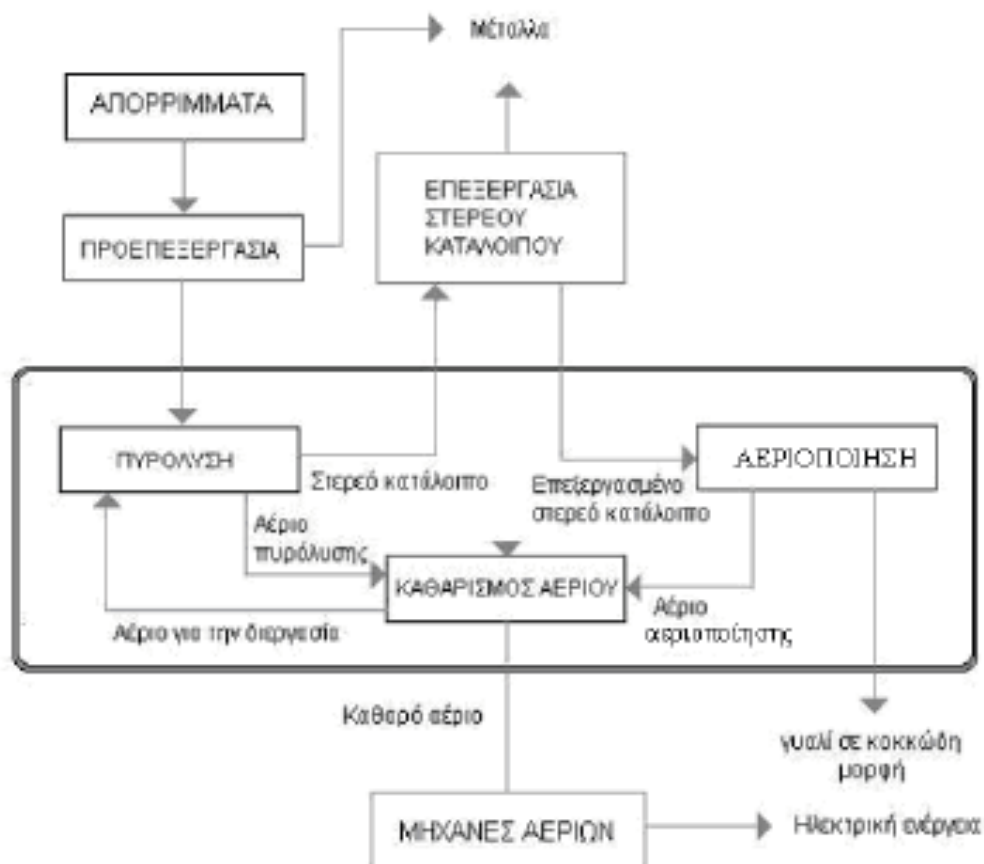 Μέταλλα
ΑΠΟΡΡΙΜΜΑΤΑ
ΕΠΕΞΕΡΓΑΣΙΑ
ΣΤΕΡΕΟΥ
ΚΑΤΑΛΟΙΠΟΥ
ΠΡΟΕΠΕΞΕΡΓΑΣΙΑ
ΠΥΡΟΛΥΣΗ
ΑΕΡΙΟΠΟΙΗΣΗ
Στερεό κατάλοιπο
Επεξεργασμένο
στερεό κατάλοιπο
Αέριο
πυρόλυσης
ΚΑΘΑΡΙΣΜΟΣ ΑΕΡΙΟΥ
Αέριο για την διεργασία
Αέριο
αεριοποίησης
Καθαρό αέριο
γυαλί σε κοκκώδη
μορφή
ΜΗΧΑΝΕΣ ΑΕΡΙΩΝ
Ηλεκτρική ενέργεια